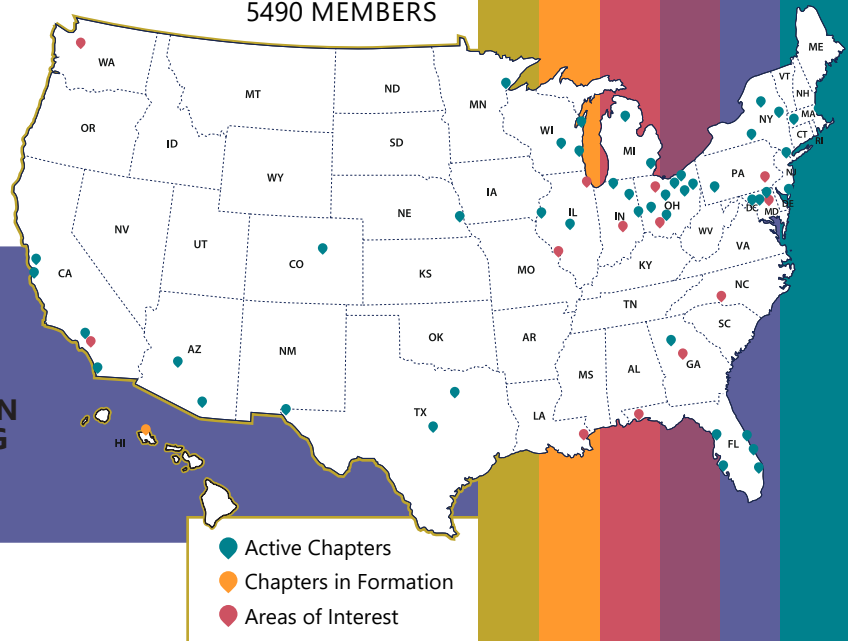 5490 MEMBERS
WA
MT
ND
MN
ME
VT
NH
OR
ID
SD
WI
MI
NY
MA
CT
RI
WY
IA
PA
NJ
NE
IL
IN
OH
DE
DC
MD
NV
UT
CO
CA
KS
MO
KY
WV
VA
AZ
NM
OK
AR
TN
NC
SC
MS
AL
GA
TX
LA
FL
HI
N
G
Active Chapters
Chapters in Formation
Areas of Interest